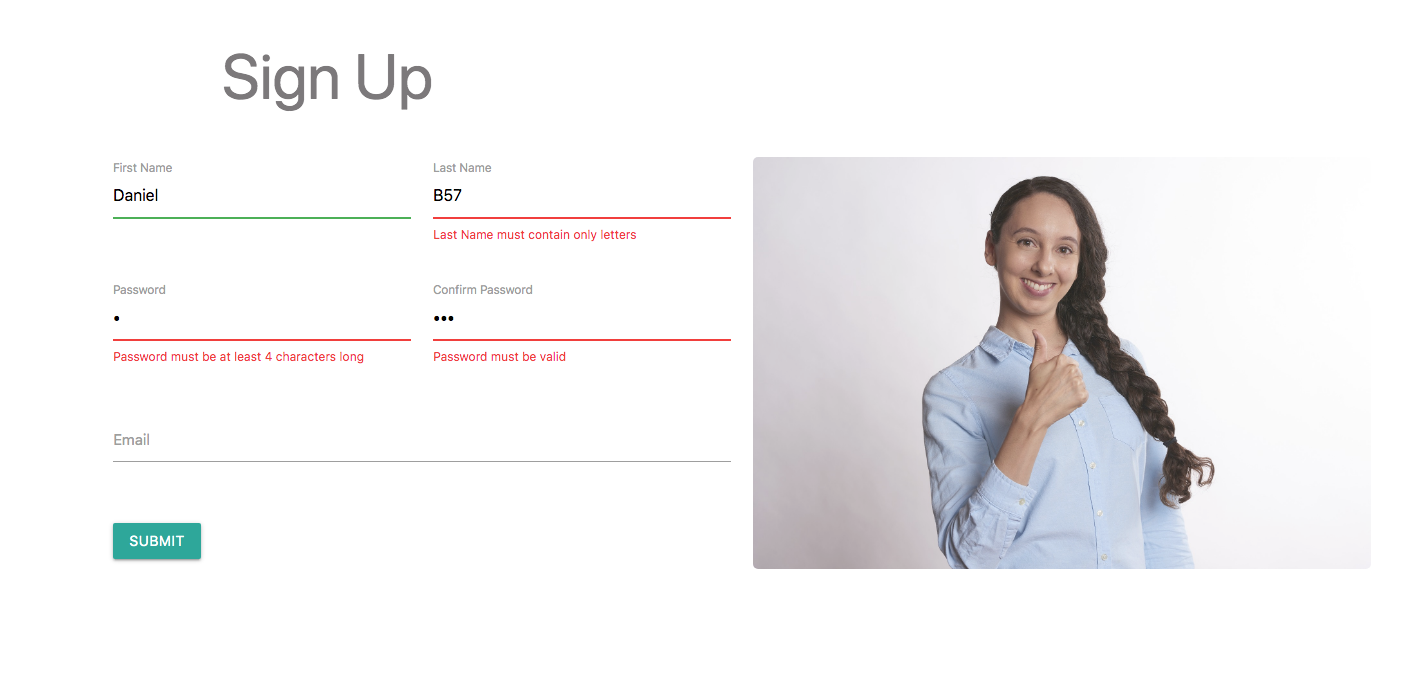 Sign Up
First Name
Last Name
Daniel
B57
Last Name must contain only letters
Password
Confirm Password
•
•••
Password must be at least 4 characters long
Password must be valid
Email
SUBMIT